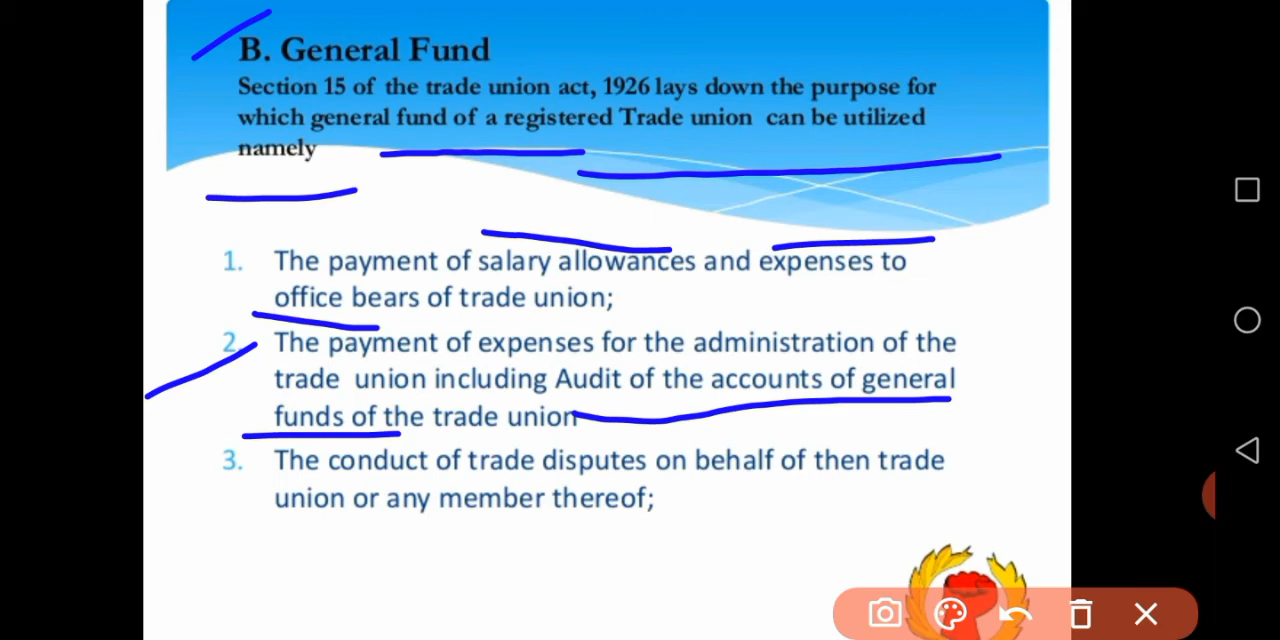 B. General Fund
Section 15 of the trade union act, 1926 lays down the purpose for
which general fund of a registered Trade union can be utilized
namely
1. The payment of salary allowances and expenses to
office bears of trade union;
2. The payment of expenses for the administration of the
trade union including Audit of the accounts of general
funds of the trade union
3. The conduct of trade disputes on behalf of then trade
union or any member thereof;